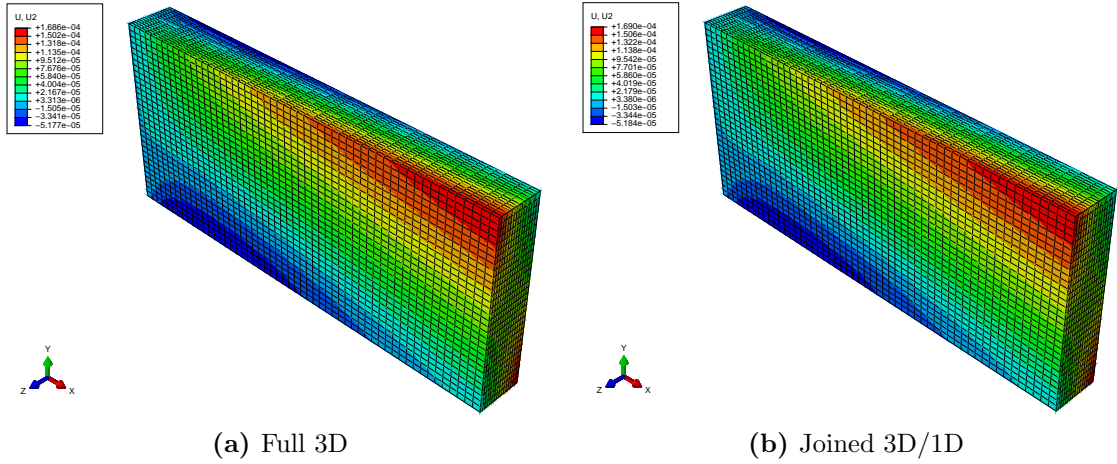 U, U2
+1.686e−04
+1.502e−04
+1.318e−04
+1.135e−04
+9.512e−05
+7.676e−05
+5.840e−05
+4.004e−05
+2.167e−05
+3.313e−06
−1.505e−05
−3.341e−05
−5.177e−05
Y
Z
X
(a) Full 3D
U, U2
+1.690e−04
+1.506e−04
+1.322e−04
+1.138e−04
+9.542e−05
+7.701e−05
+5.860e−05
+4.019e−05
+2.179e−05
+3.380e−06
−1.503e−05
−3.344e−05
−5.184e−05
Y
Z
X
(b) Joined 3D/1D